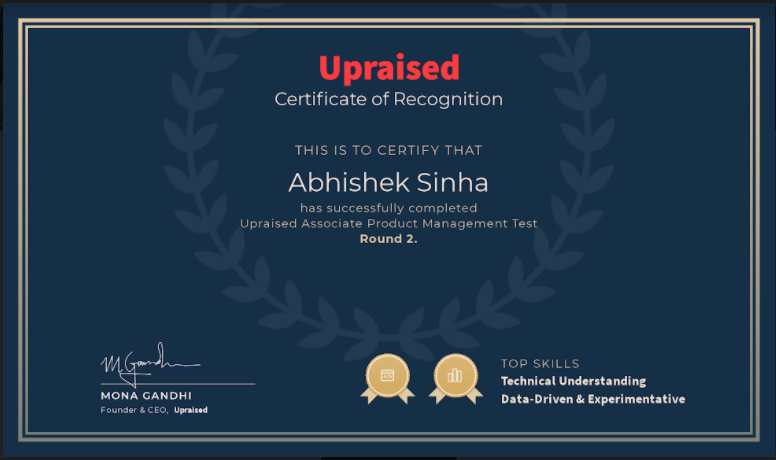 Upraised
Certificate of Recognition
THIS IS TO CERTIFY THAT
Abhishek Sinha
has successfully completed
Upraised Associate Product Management Test
Round 2.
MONA GANDHI
Founder & CEO, Upraised
TOP SKILLS
Technical Understanding
Data-Driven & Experimentative